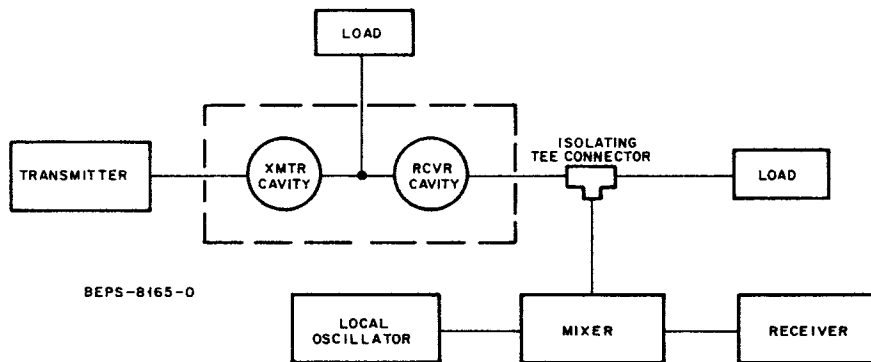 LOAD
TRANSMITTER
XMTR
CAVITY
RCVR
CAVITY
ISOLATING
TEE CONNECTOR
LOAD
BEPS-8165-0
LOCAL
OSCILLATOR
MIXER
RECEIVER